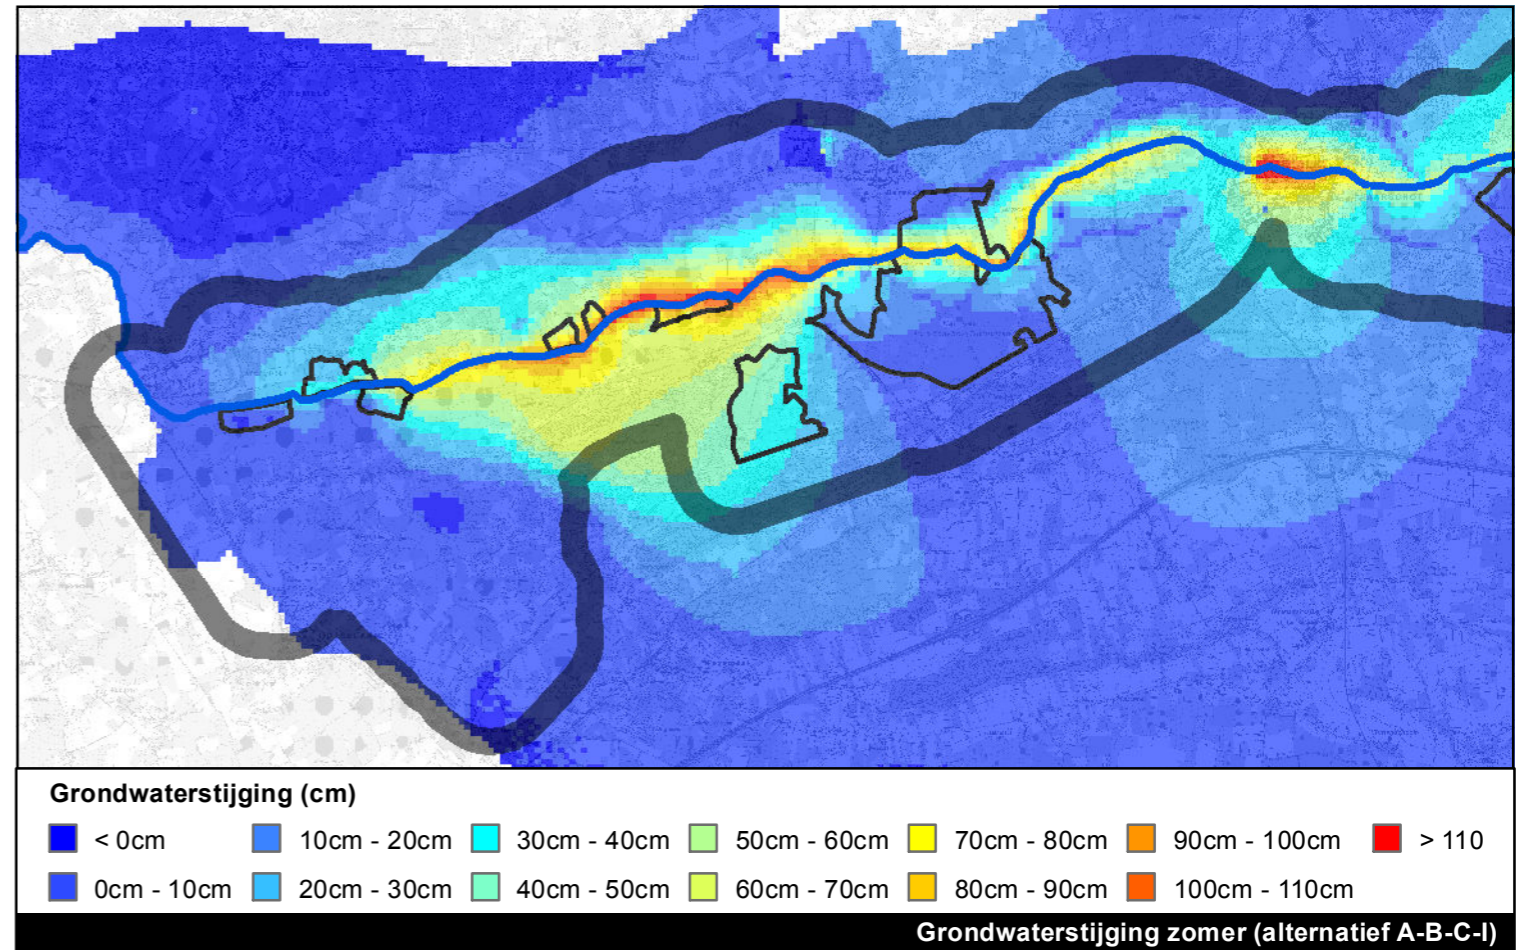 Grondwaterstijging (cm)
< 0cm 10cm - 20cm 30cm - 40cm 50cm - 60cm 70cm - 80cm 90cm - 100cm > 110
0cm - 10cm 20cm - 30cm 40cm - 50cm 60cm - 70cm 80cm - 90cm 100cm - 110cm
Grondwaterstijging zomer (alternatief A-B-C-I)